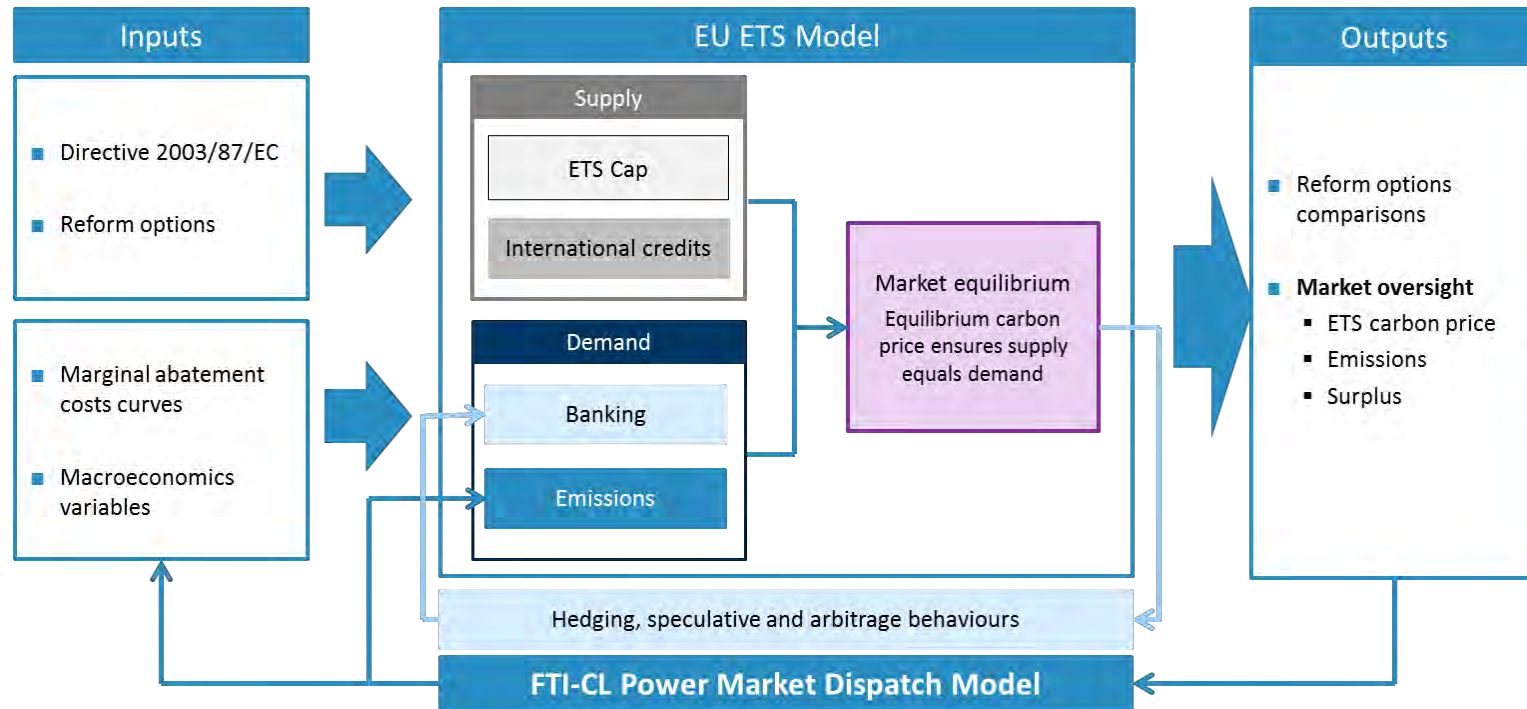 Inputs
Directive 2003/87/EC
Reform options
Marginal abatement
costs curves
Macroeconomics
variables
EU ETS Model
Supply
ETS Cap
International credits
Demand
Banking
Emissions
Market equilibrium
Equilibrium carbon
price ensures supply
equals demand
Hedging, speculative and arbitrage behaviours
FTI-CL Power Market Dispatch Model
Outputs
Reform options
comparisons
Market oversight
ETS carbon price
Emissions
Surplus